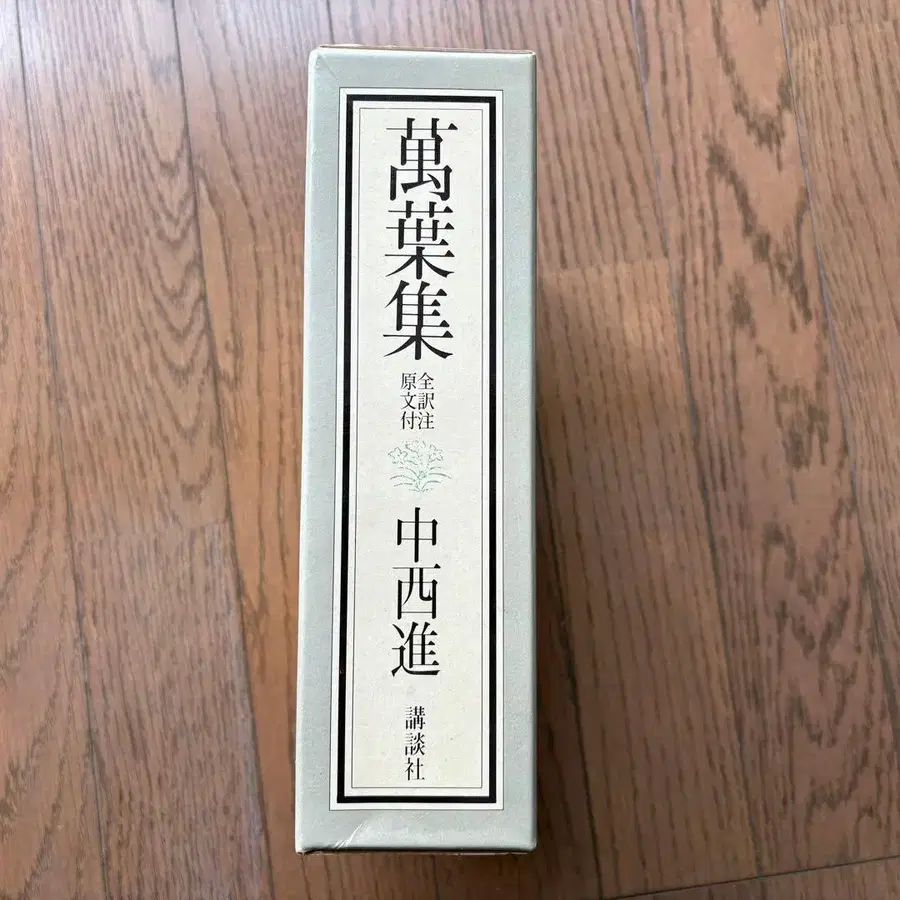 萬葉集
全訳注
原文付
中西進
講談社